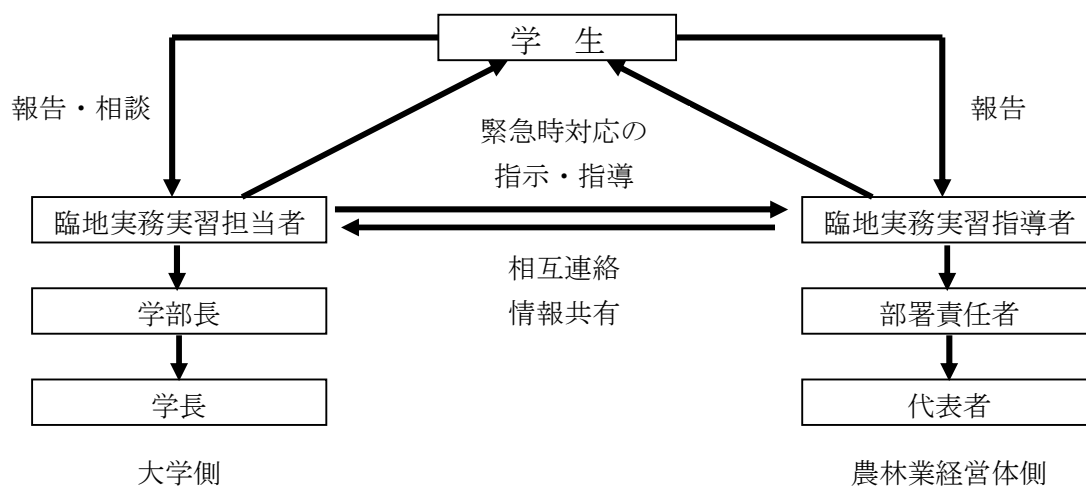 学　生
報告・相談
報告
緊急時対応の
指示・指導
臨地実務実習担当者
臨地実務実習指導者
相互連絡
情報共有
学部長
部署責任者
学長
代表者
大学側
農林業経営体側